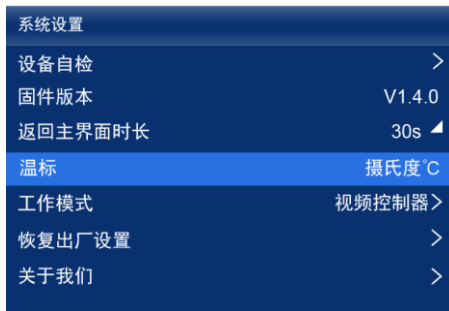 系统设置
设备自检 >
固件版本 V1.4.0
返回主界面时长 30s
温标 摄氏度℃
工作模式 视频控制器>
恢复出厂设置 >
关于我们 >